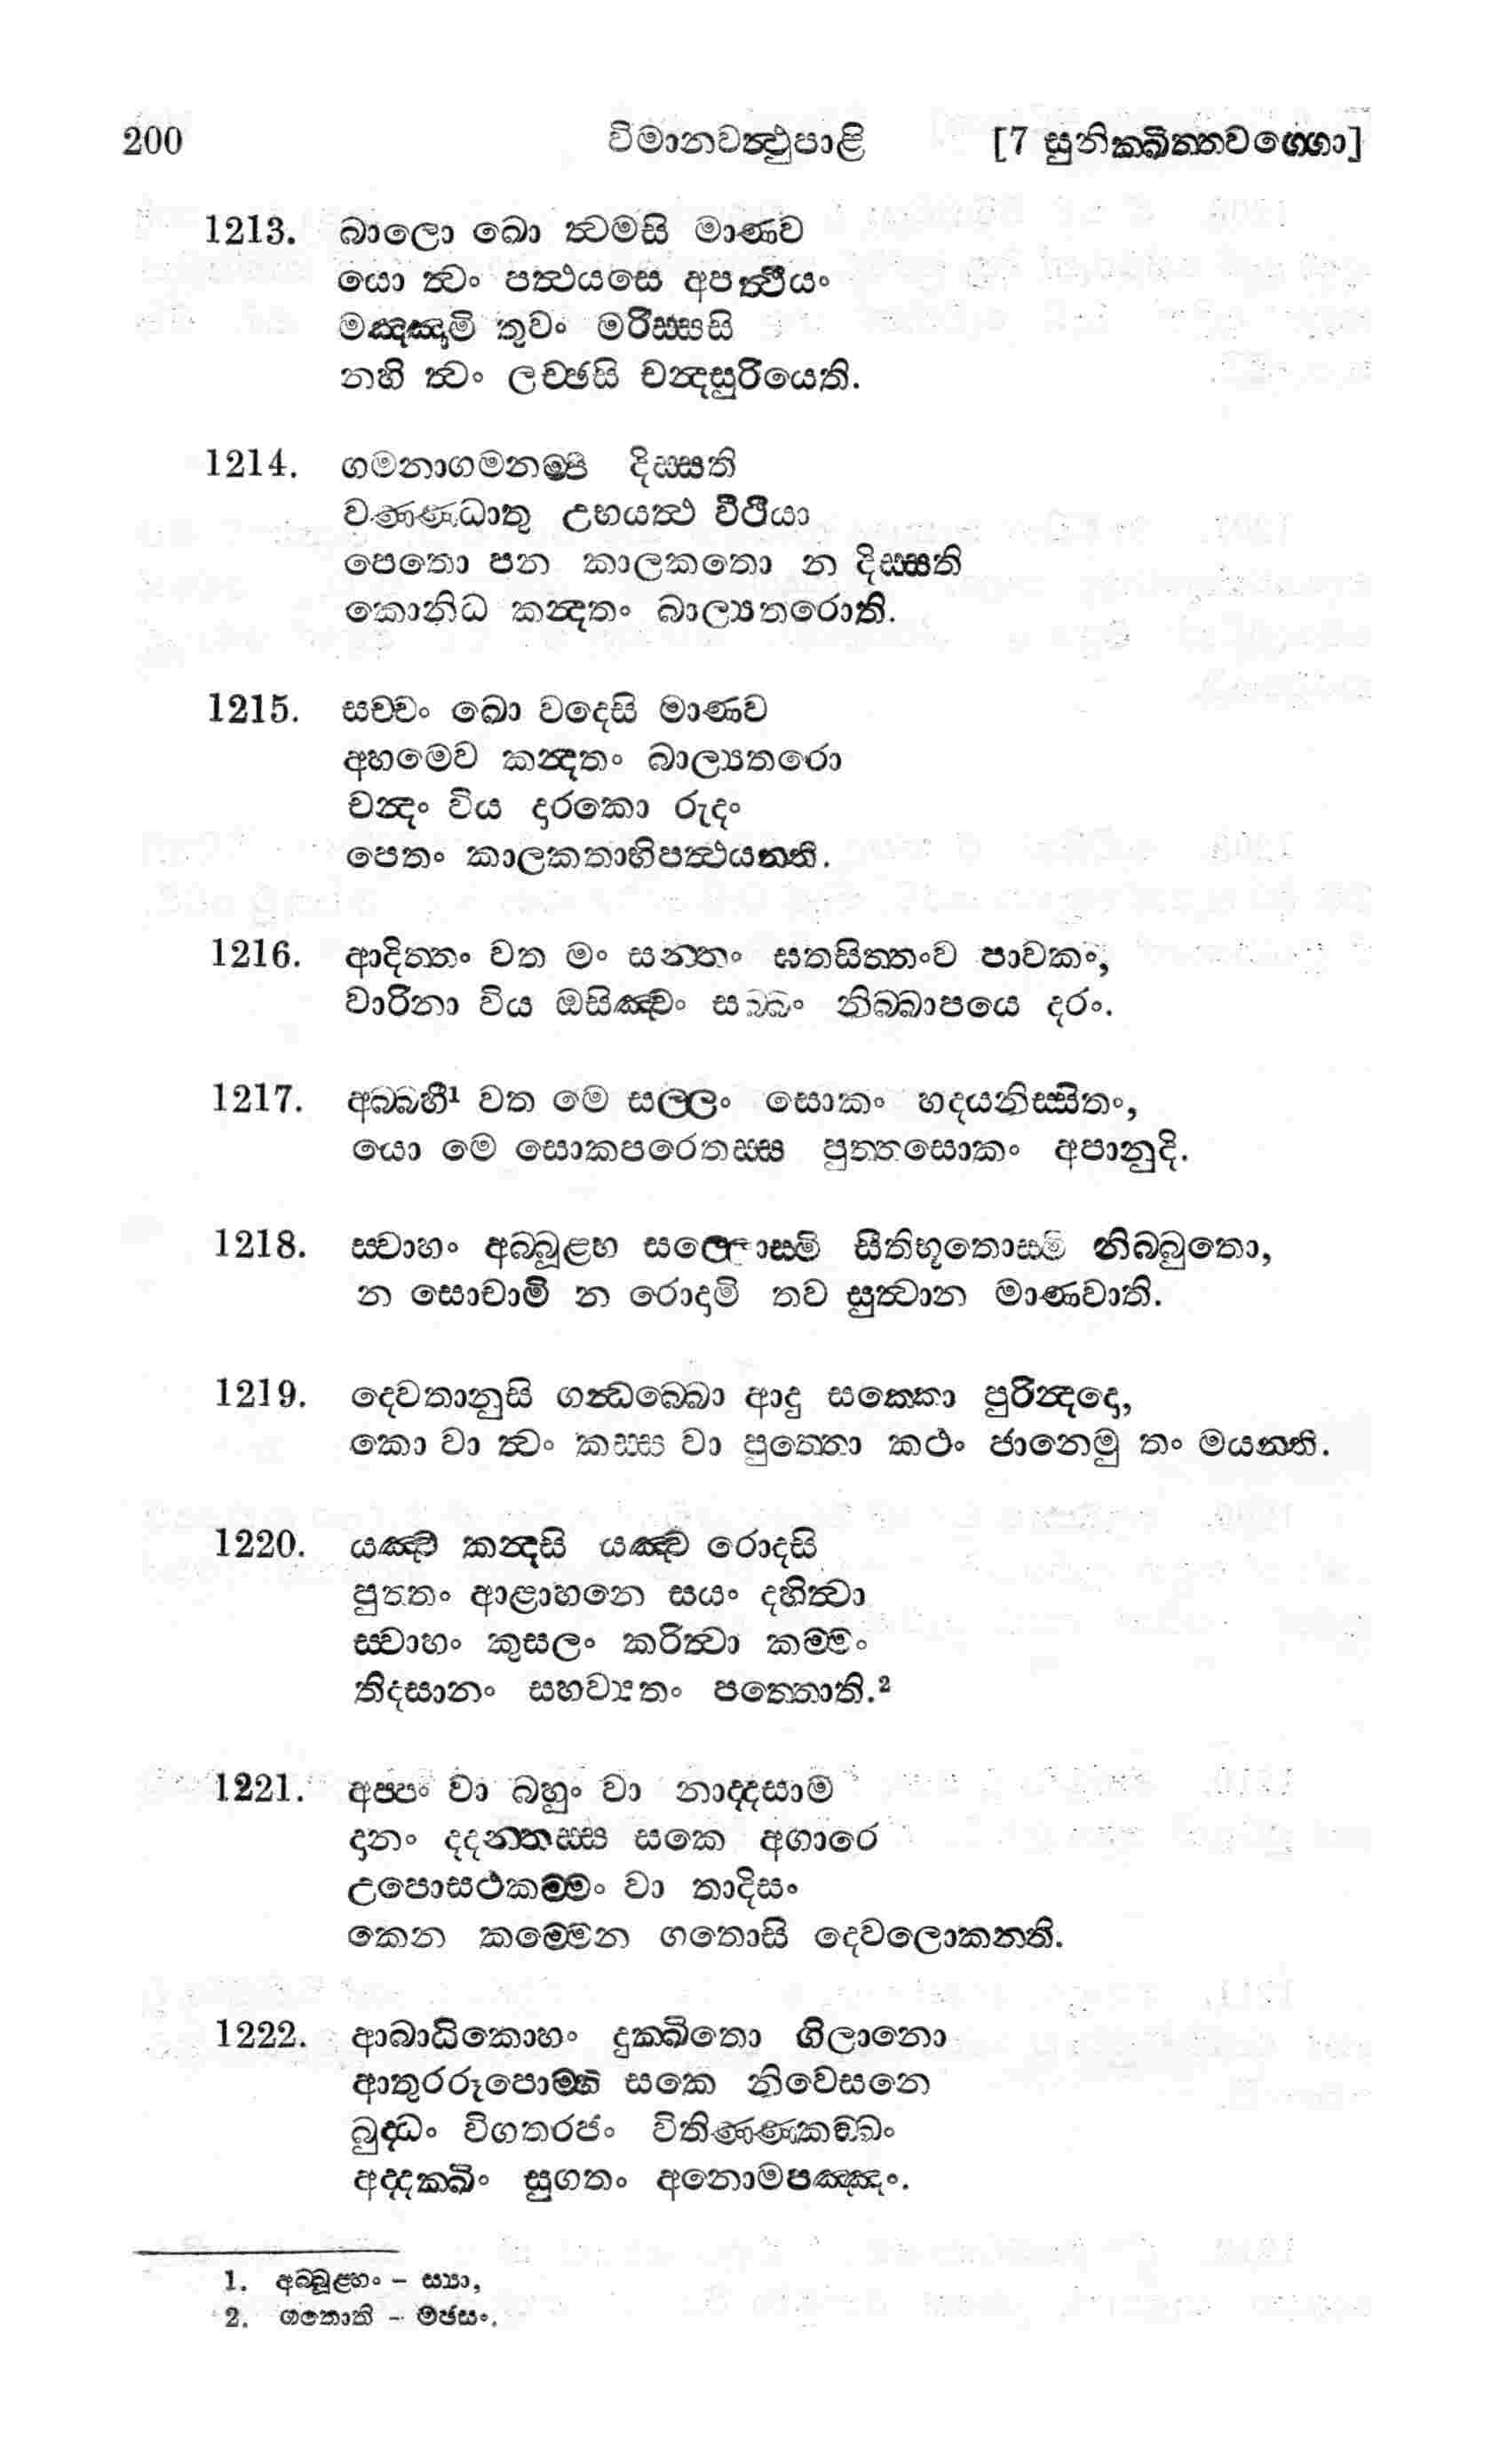 200 විමානවත්‍ථුපාළි [7 සුනික්ඛිත්තවග්ගො]
1213. බාලො ඛො ත්‍වමසි මාණව
යො ත්‍වං පත්‍ථයසෙ අපත්‍ථියං
මඤ්ඤාමි තුවං මරිස්සසි
නහි ත්‍වං ලච්ඡසි චන්‍දසුරියෙති.
1214. ගමනාගමනම්පි දිස්සති
වණ්ණධාතු උභයත්‍ථ වීථියා
පෙතො පන කාලකතො න දිස්සති
කොනිධ කන්‍දතං බාල්‍යතරොති.
1215. සච්චං ඛො වදෙසි මාණව
අහමෙව කන්‍දතං බාල්‍යතරො
චන්‍දං විය දාරකො රුදං
පෙතං කාලකතාභිපත්‍ථයන්ති.
1216. ආදිත්තං වත මං සන්තං ඝතසිත්තංව පාවකං,
වාරිනා විය ඔසිඤ්චං සබ්බං නිබ්බාපයෙ දරං.
1217. අබ්බහී¹ වත මෙ සල්ලං සොකං හදයනිස්සිතං,
යො මෙ සොකපරෙතස්ස පුත්තසොකං අපානුදි.
1218. ස්වාහං අබ්බූළ්හ සල්ලොස්මි සීතිභූතොස්මි නිබ්බුතො,
න සොචාමි න රොදාමි තව සුත්‍වාන මාණවාති.
1219. දෙවතානුසි ගන්‍ධබ්බො ආදු සක්කො පුරින්‍දදො,
කො වා ත්‍වං කස්ස වා පුත්තො කථං ජානෙමු තං මයන්ති.
1220. යඤ්ච කන්‍දසි යඤ්ච රොදසි
පුත්තං ආළාහනෙ සයං දහිත්‍වා
ස්වාහං කුසලං කරිත්‍වා කම්මං
තිදසානං සහව්‍යතං පත්තොති.²
1221. අප්පං වා බහුං වා නාද්දසාම
දානං දදන්තස්ස සකෙ අගාරෙ
උපොසථකම්මං වා තාදිසං
කෙන කම්මෙන ගතොසි දෙවලොකන්ති.
1222. ආබාධිකොහං දුක්ඛිතො ගිලානො
ආතුරරූපොම්හි සකෙ නිවෙසනෙ
බුද්ධං විගතරජං විතිණ්ණකඞ්ඛං
අද්දක්ඛිං සුගතං අනොමපඤ්ඤං.
1. අබ්බූළ්හං - ස්‍යා,
2. ගතොති - මඡසං.